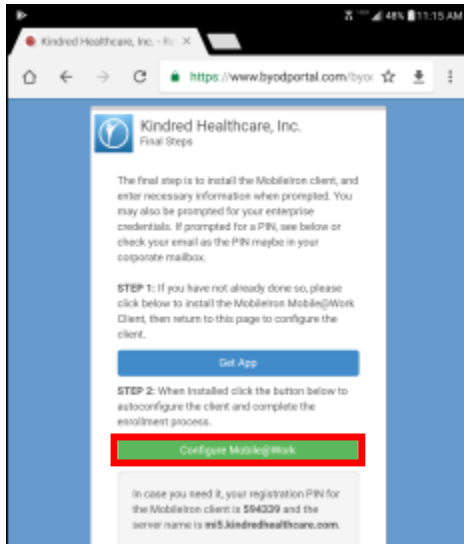 48% 11:15 AM
Kindred Healthcare, Inc. -
https://www.byodportal.com/byo
Kindred Healthcare, Inc.
Final Steps
The final step is to install the MobileIron client, and
enter necessary information when prompted. You
may also be prompted for your enterprise
credentials. If prompted for a PIN, see below or
check your email as the PIN maybe in your
corporate mailbox.
STEP 1: If you have not already done so, please
click below to install the MobileIron Mobile@Work
Client, then return to this page to configure the
client.
Get App
STEP 2: When Installed click the button below to
autoconfigure the client and complete the
enrollment process.
Configure Mobile@Work
In case you need it, your registration PIN for
the MobileIron client is 594339 and the
server name is mi5.kindredhealthcare.com.